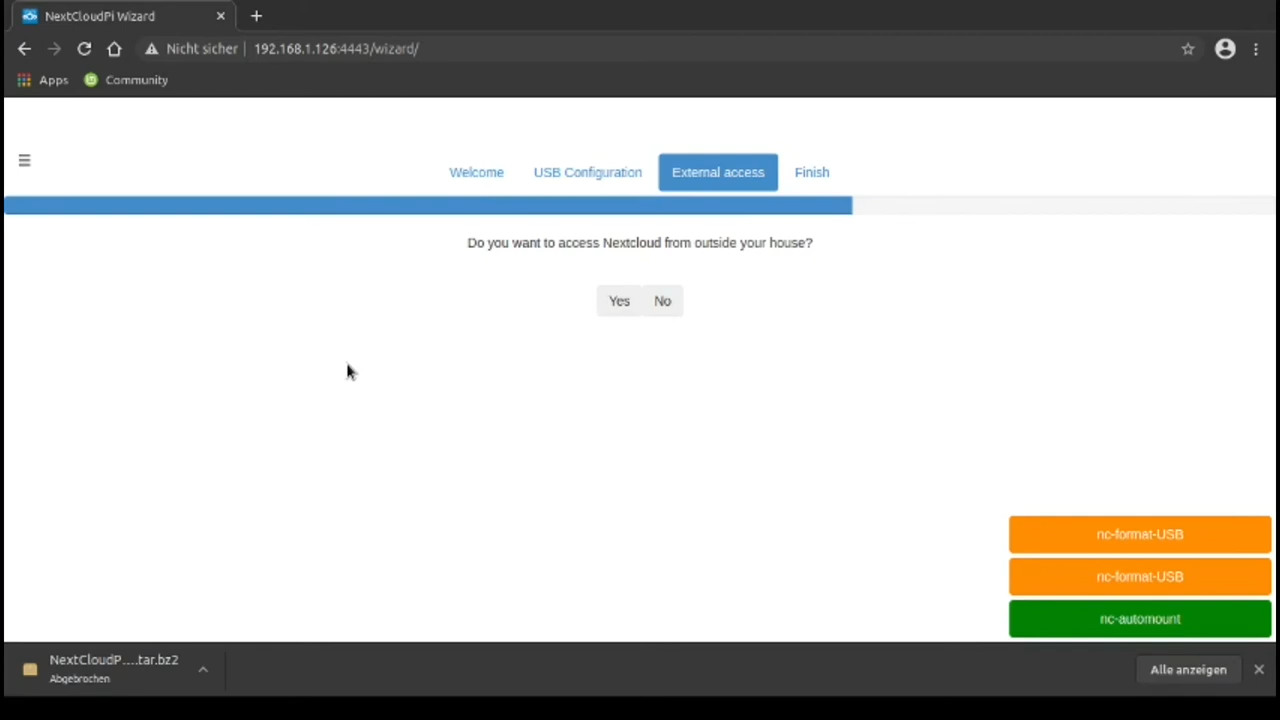 NextCloudPi Wizard
Nicht sicher
192.168.1.126:4443/wizard/
Apps
Community
Welcome
USB Configuration
External access
Finish
Do you want to access Nextcloud from outside your house?
Yes
No
nc-format-USB
nc-format-USB
nc-automount
NextCloudP....tar.bz2
Abgebrochen
Alle anzeigen